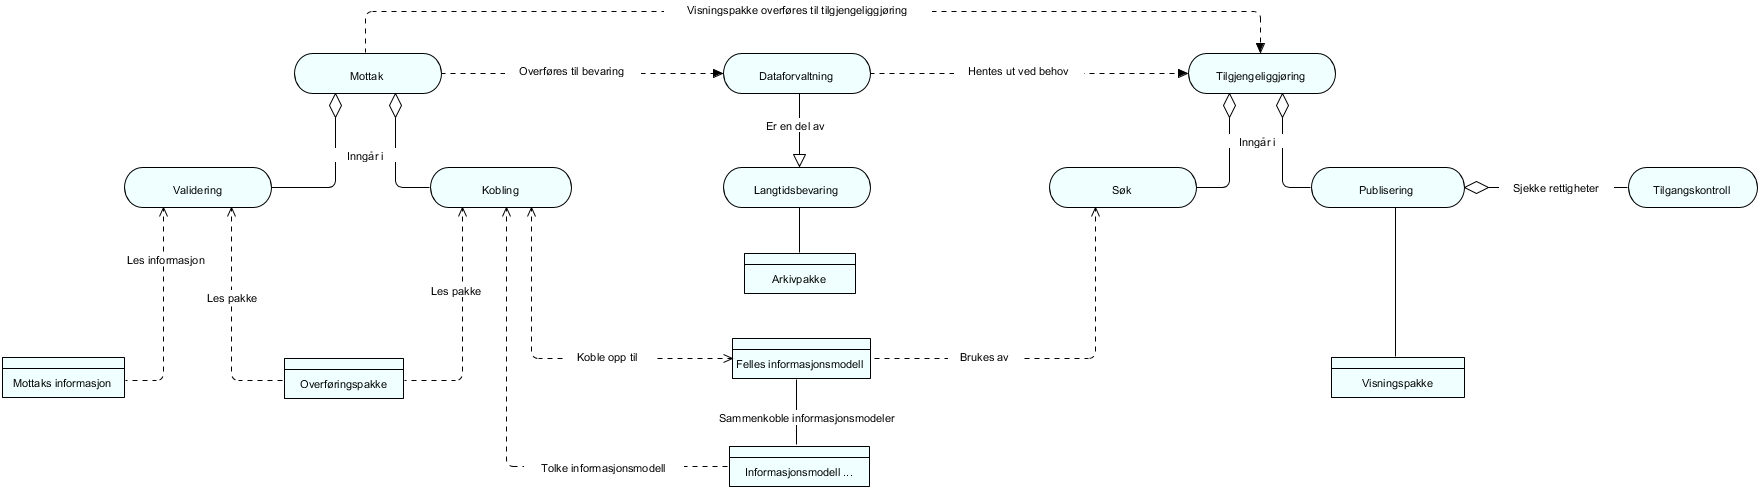 Visningspakke overføres til tilgjengeliggjøring
Mottak
Overføres til bevaring
Dataforvaltning
Hentes ut ved behov
Tilgjengeliggjøring
Er en del av
Inngår i
Inngår i
Validering
Kobling
Langtidsbevaring
Søk
Publisering
Sjekke rettigheter
Tilgangskontroll
Les informasjon
Les pakke
Les pakke
Arkivpakke
Koble opp til
Felles informasjonsmodell
Brukes av
Mottaks informasjon
Overføringspakke
Visningspakke
Sammenkoble informasjonsmodeler
Tolke informasjonsmodell
Informasjonsmodell ...